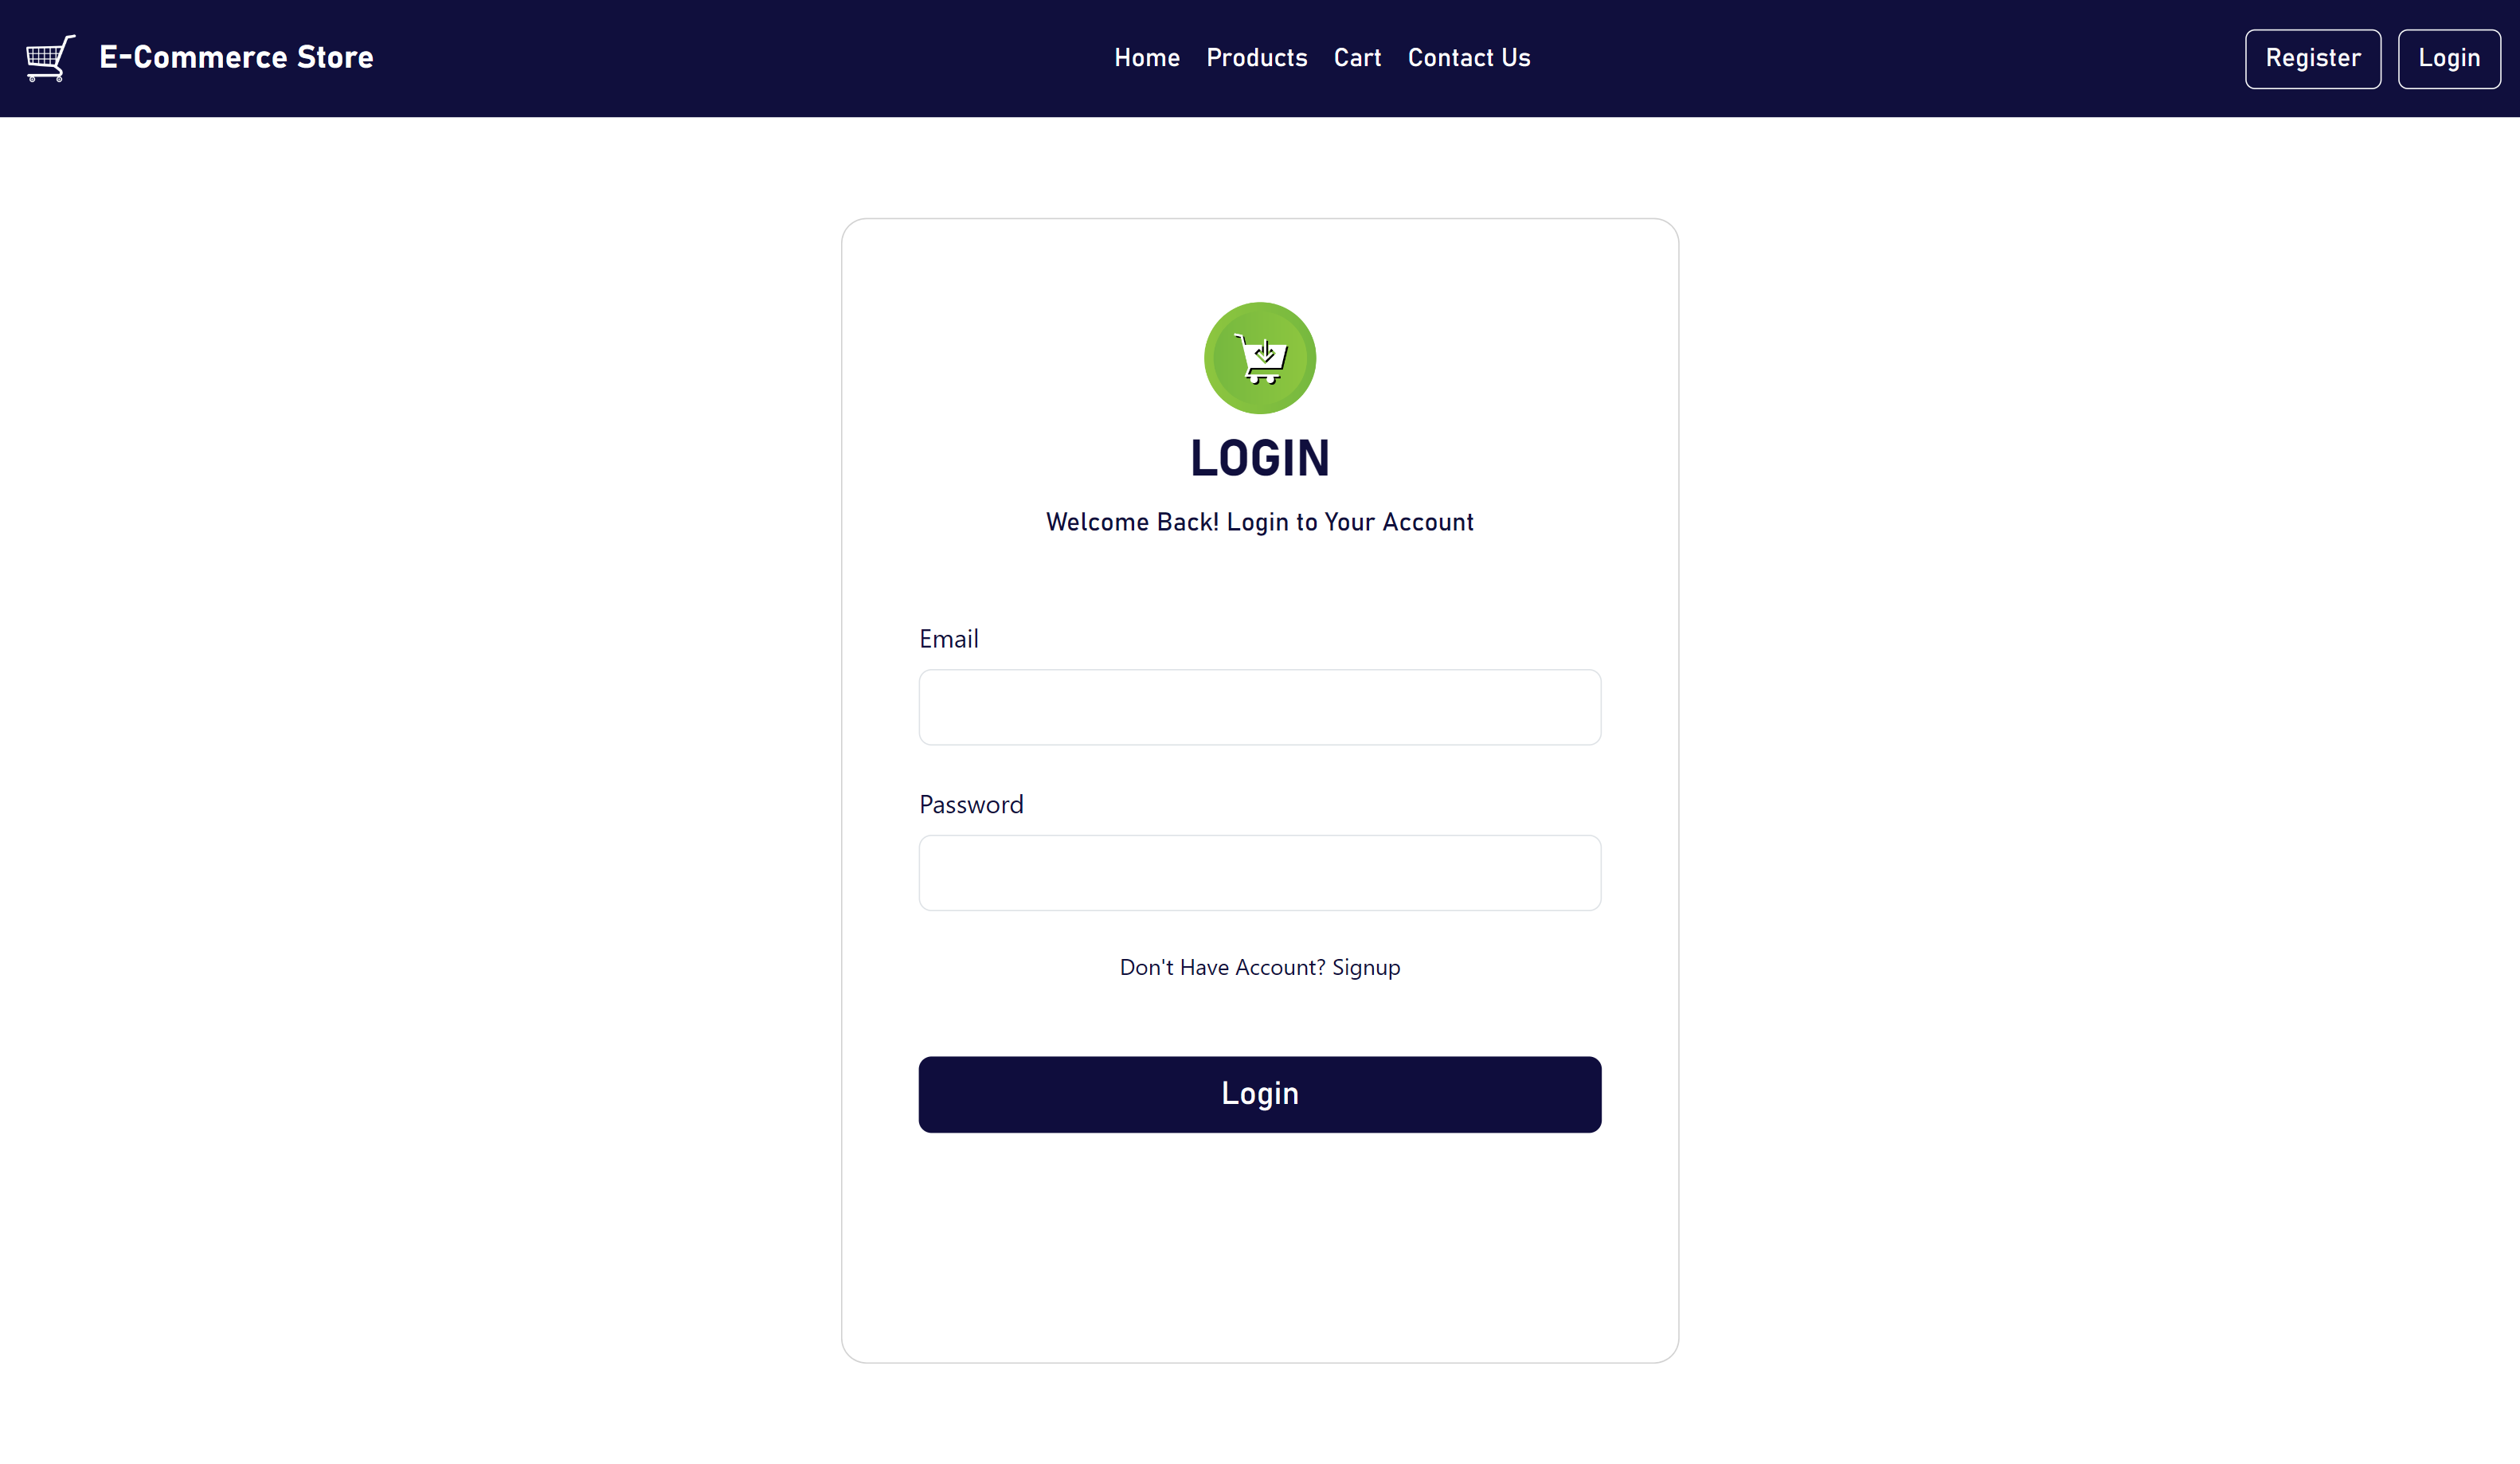 E-Commerce Store
Home Products Cart Contact Us
Register Login
LOGIN
Welcome Back! Login to Your Account
Email
Password
Don't Have Account? Signup
Login